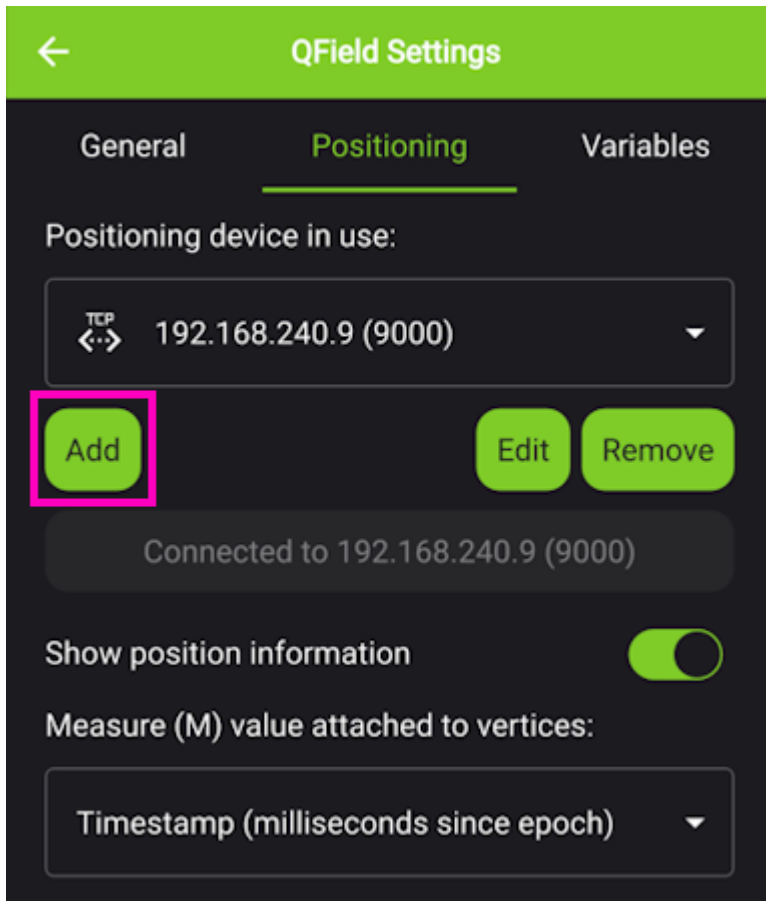 QField Settings
General Positioning Variables
Positioning device in use:
TCP 192.168.240.9 (9000)
Add Edit Remove
Connected to 192.168.240.9 (9000)
Show position information
Measure (M) value attached to vertices:
Timestamp (milliseconds since epoch)